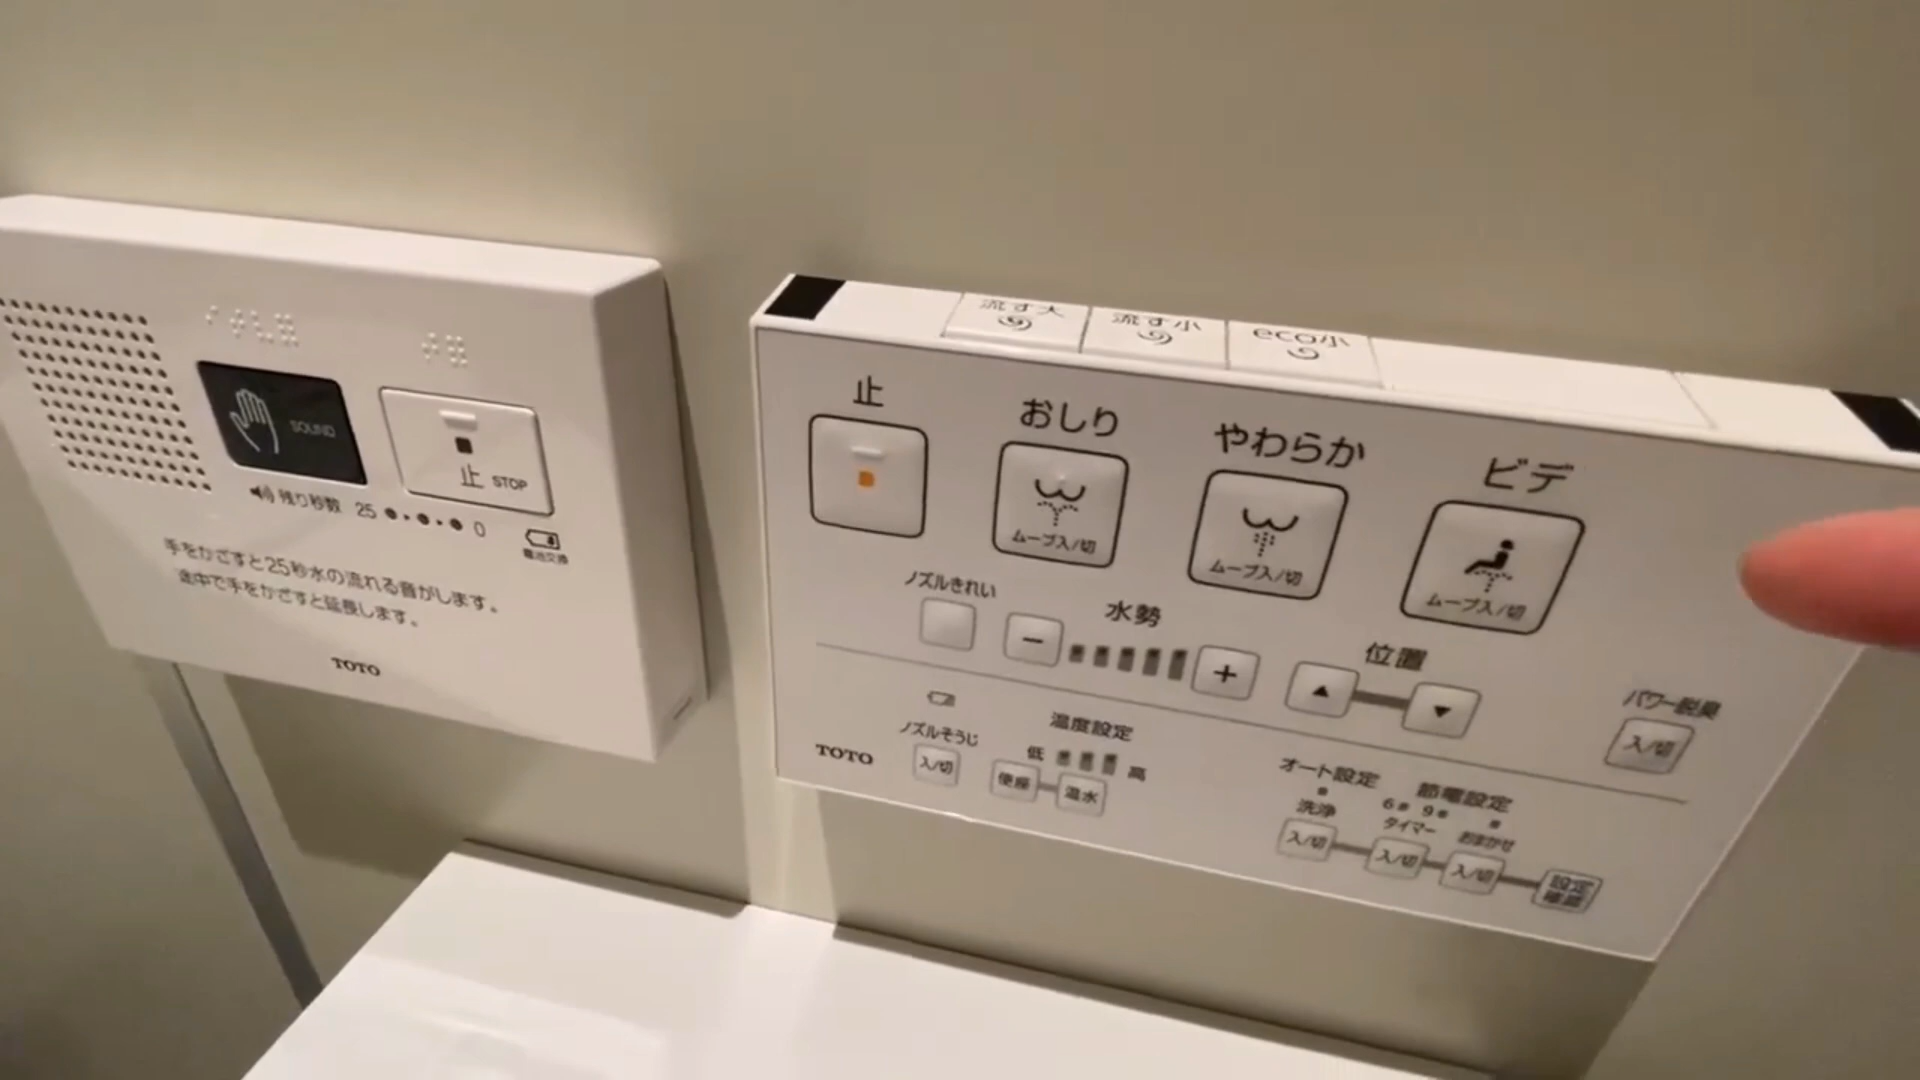 SOUND
止 STOP
残り秒数 25 0
電池交換
手をかざすと25秒水の流れる音がします。
途中で手をかざすと延長します。
TOTO
流す大
流す小
eco小
止
おしり
ムーブ入/切
やわらか
ムーブ入/切
ビデ
ムーブ入/切
ノズルきれい
水勢
−
+
位置
▲
▼
パワー脱臭
入/切
TOTO
ノズルそうじ
入/切
温度設定
低
高
便座
温水
オート設定
洗浄
入/切
節電設定
6 9
タイマー
入/切
おまかせ
入/切
設定
確認